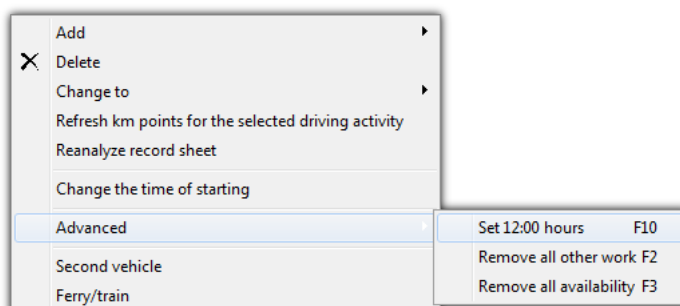 Add
Delete
Change to
Refresh km points for the selected driving activity
Reanalyze record sheet
Change the time of starting
Advanced
Set 12:00 hours F10
Remove all other work F2
Second vehicle
Remove all availability F3
Ferry/train